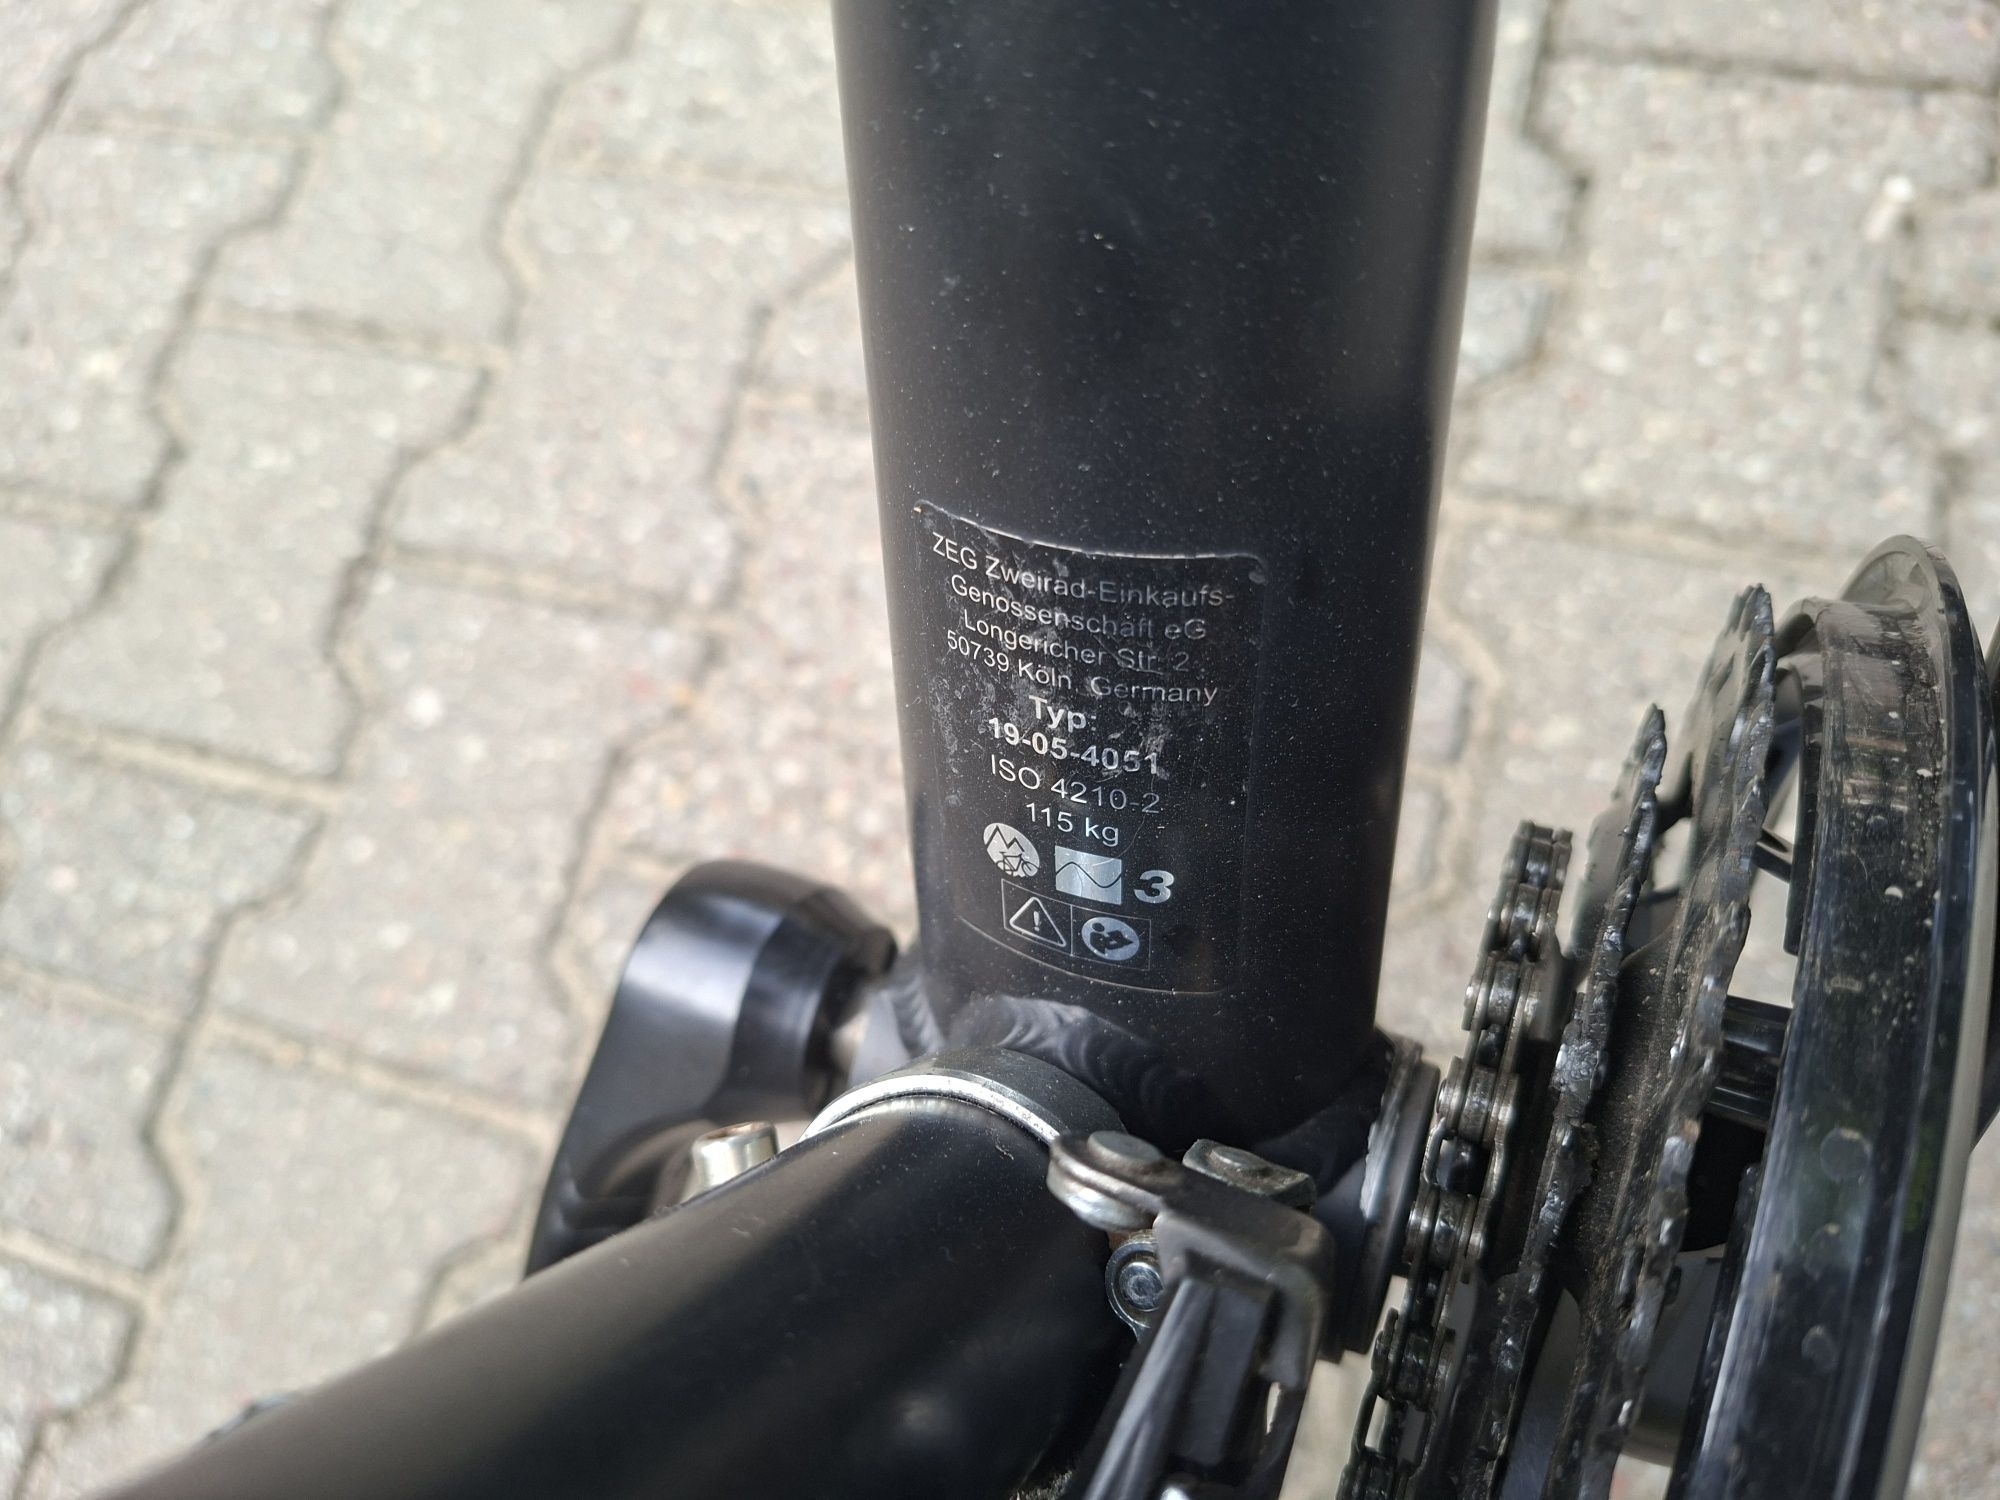 ZEG Zweirad-Einkaufs-
Genossenschaft eG
Longericher Str. 2
50739 Köln, Germany
Typ:
19-05-4051
ISO 4210-2
115 kg
3